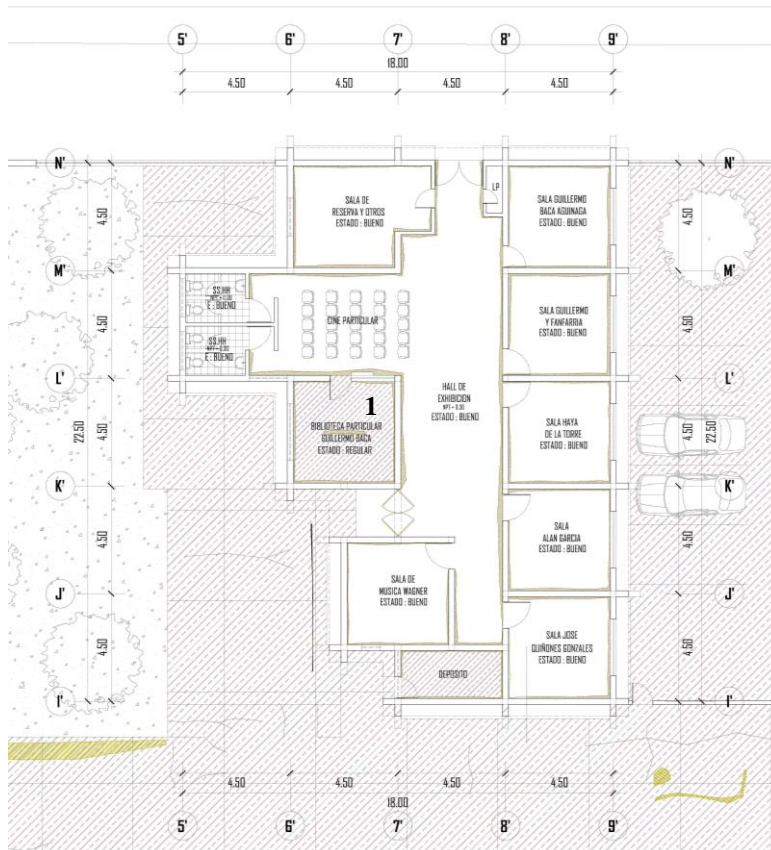 5' 6' 7' 8' 9'
18.00
4.50 4.50 4.50 4.50
N' N'
LP
SALA DE
RESERVA Y OTROS
ESTADO : BUENO
SALA GUILLERMO
BACA AGUINAGA
ESTADO : BUENO
4.50 4.50
M' M'
SS.HH
E : BUENO
CINE PARTICULAR
SALA GUILLERMO
Y FANFARRIA
ESTADO : BUENO
4.50 4.50
SS.HH
E : BUENO
L' L'
HALL DE
EXHIBICION
ESTADO : BUENO
1
BIBLIOTECA PARTICULAR
GUILLERMO BACA
ESTADO : REGULAR
SALA HAYA
DE LA TORRE
ESTADO : BUENO
22.50 4.50 4.50 22.50
K' K'
SALA
ALAN GARCIA
ESTADO : BUENO
4.50 4.50
J' J'
SALA DE
MUSICA WAGNER
ESTADO : BUENO
SALA JOSE
QUIÑONES GONZALES
ESTADO : BUENO
4.50 4.50
DEPOSITO
I' I'
4.50 4.50 4.50 4.50
18.00
5' 6' 7' 8' 9'